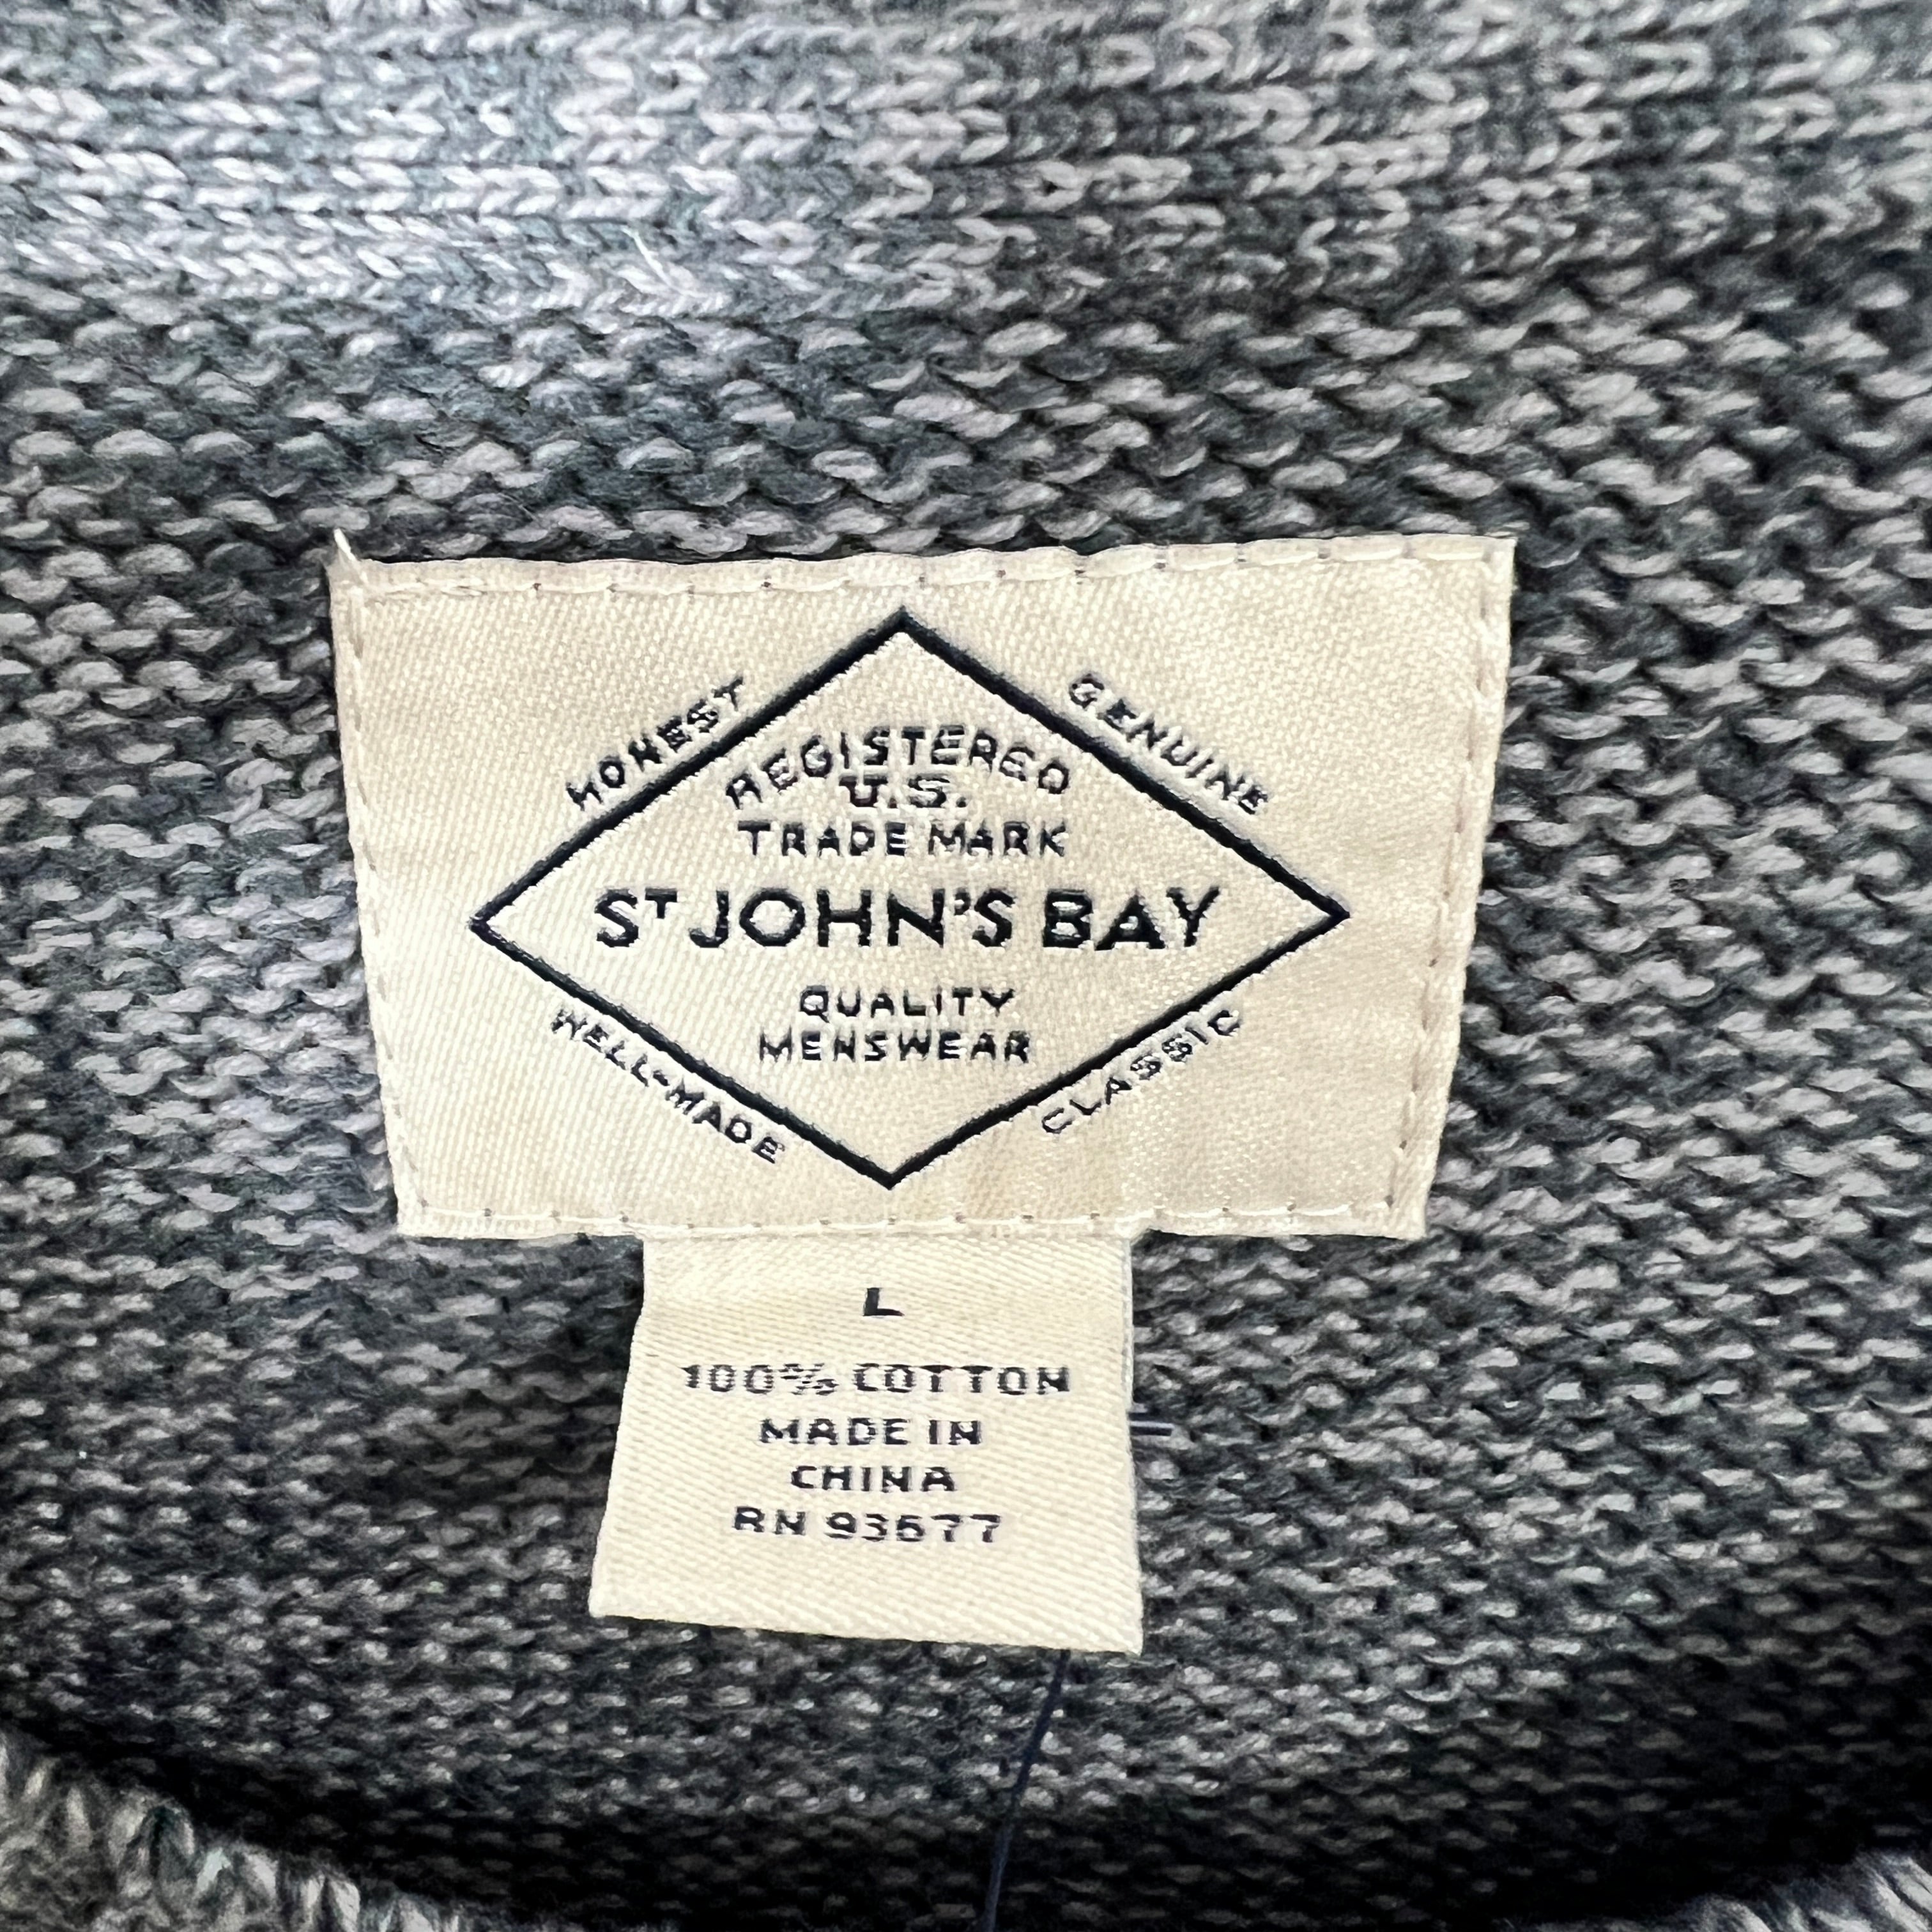 HONEST
GENUINE
REGISTERED
U.S.
TRADE MARK
ST JOHN'S BAY
QUALITY
MENSWEAR
WELL-MADE
CLASSIC
L
100% COTTON
MADE IN
CHINA
RN 93677